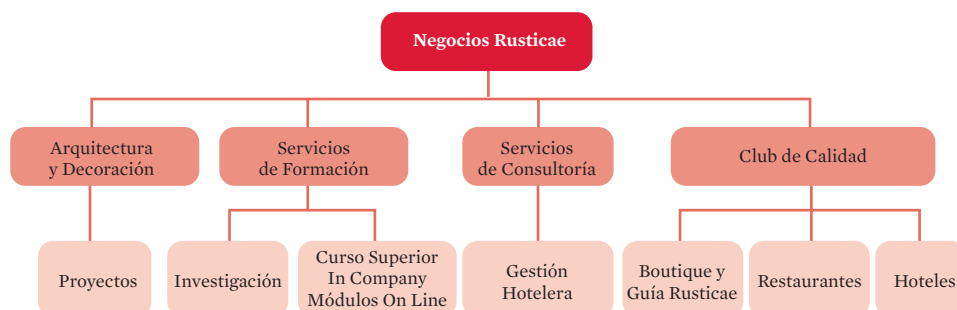 Negocios Rusticae
Arquitectura
y Decoración
Servicios
de Formación
Servicios
de Consultoría
Club de Calidad
Proyectos
Investigación
Curso Superior
In Company
Módulos On Line
Gestión
Hotelera
Boutique y
Guía Rusticae
Restaurantes
Hoteles